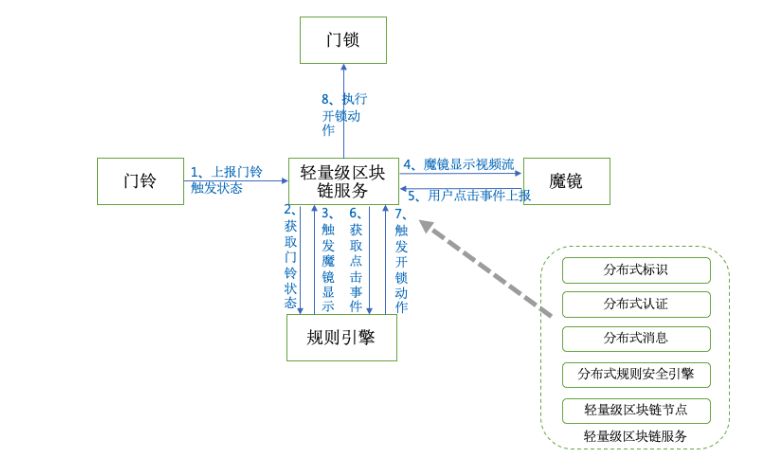 门锁
8、执行
开锁动
作
门铃
1、上报门铃
触发状态
轻量级区块
链服务
4、魔镜显示视频流
5、用户点击事件上报
魔镜
2、获取门铃状态
3、触发魔镜显示
6、获取点击事件
7、触发开锁动作
规则引擎
分布式标识
分布式认证
分布式消息
分布式规则安全引擎
轻量级区块链节点
轻量级区块链服务